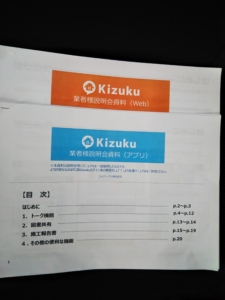 Kizuku
業者様説明会資料（Web）
Kizuku
業者様説明会資料（アプリ）
【目 次】
はじめに p.2～p.3
1．トーク機能 p.4～p.12
2．図書共有 p.13～p.14
3．施工報告書 p.15～p.19
4．その他の便利な機能 p.20